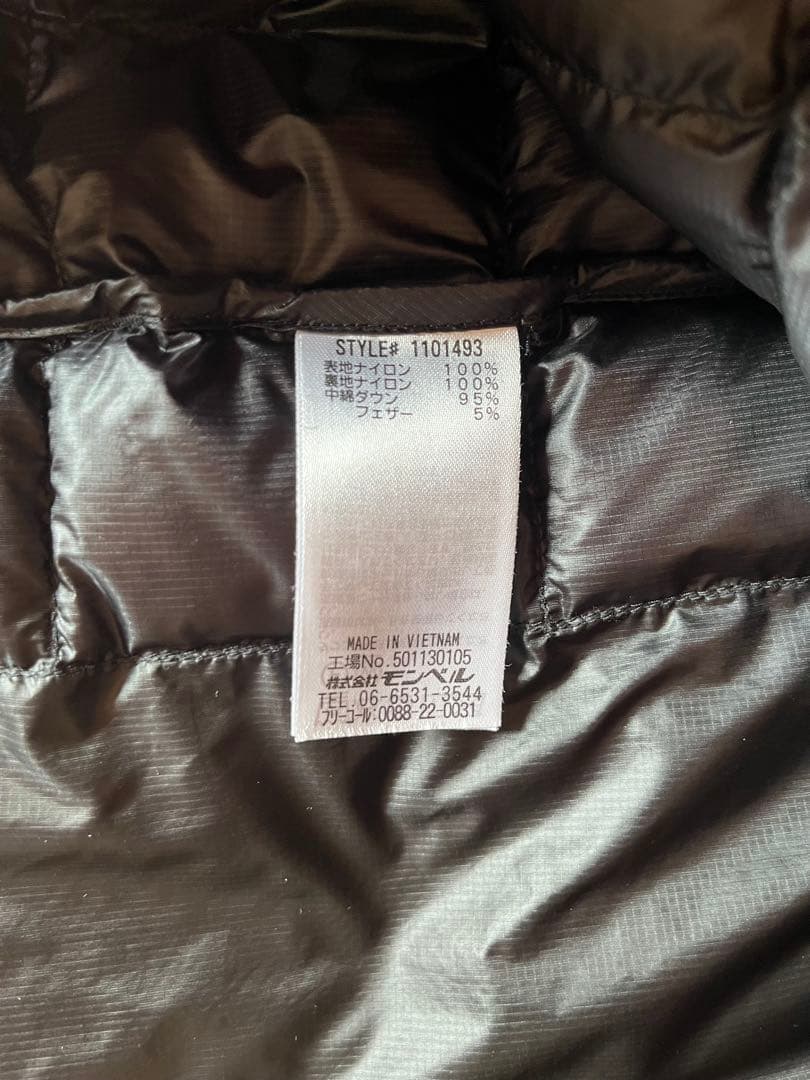 STYLE# 1101493
表地ナイロン 100%
裏地ナイロン 100%
中綿ダウン 95%
フェザー 5%
MADE IN VIETNAM
工場No.501130105
株式会社モンベル
TEL.06-6531-3544
フリーコール:0088-22-0031